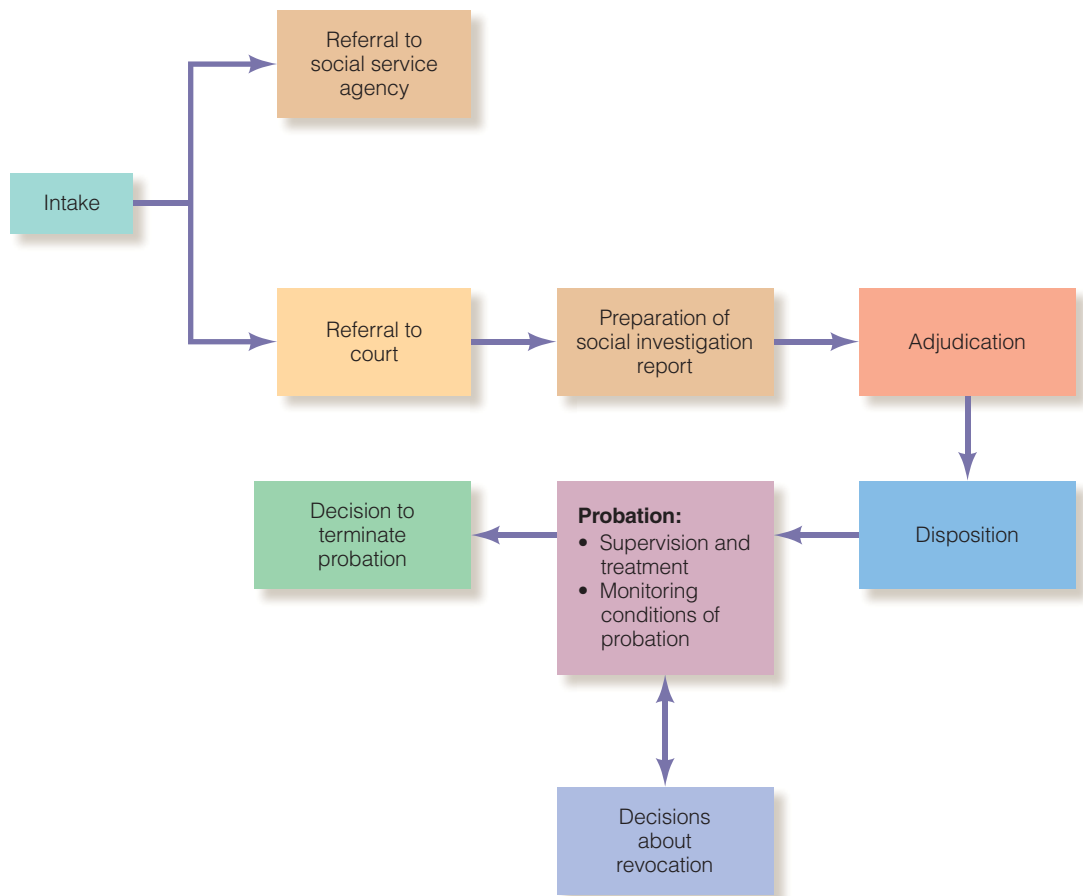 Referral to
social service
agency
Intake
Referral to
court
Preparation of
social investigation
report
Adjudication
Decision to
terminate
probation
Probation:
• Supervision and
treatment
• Monitoring
conditions of
probation
Disposition
Decisions
about
revocation